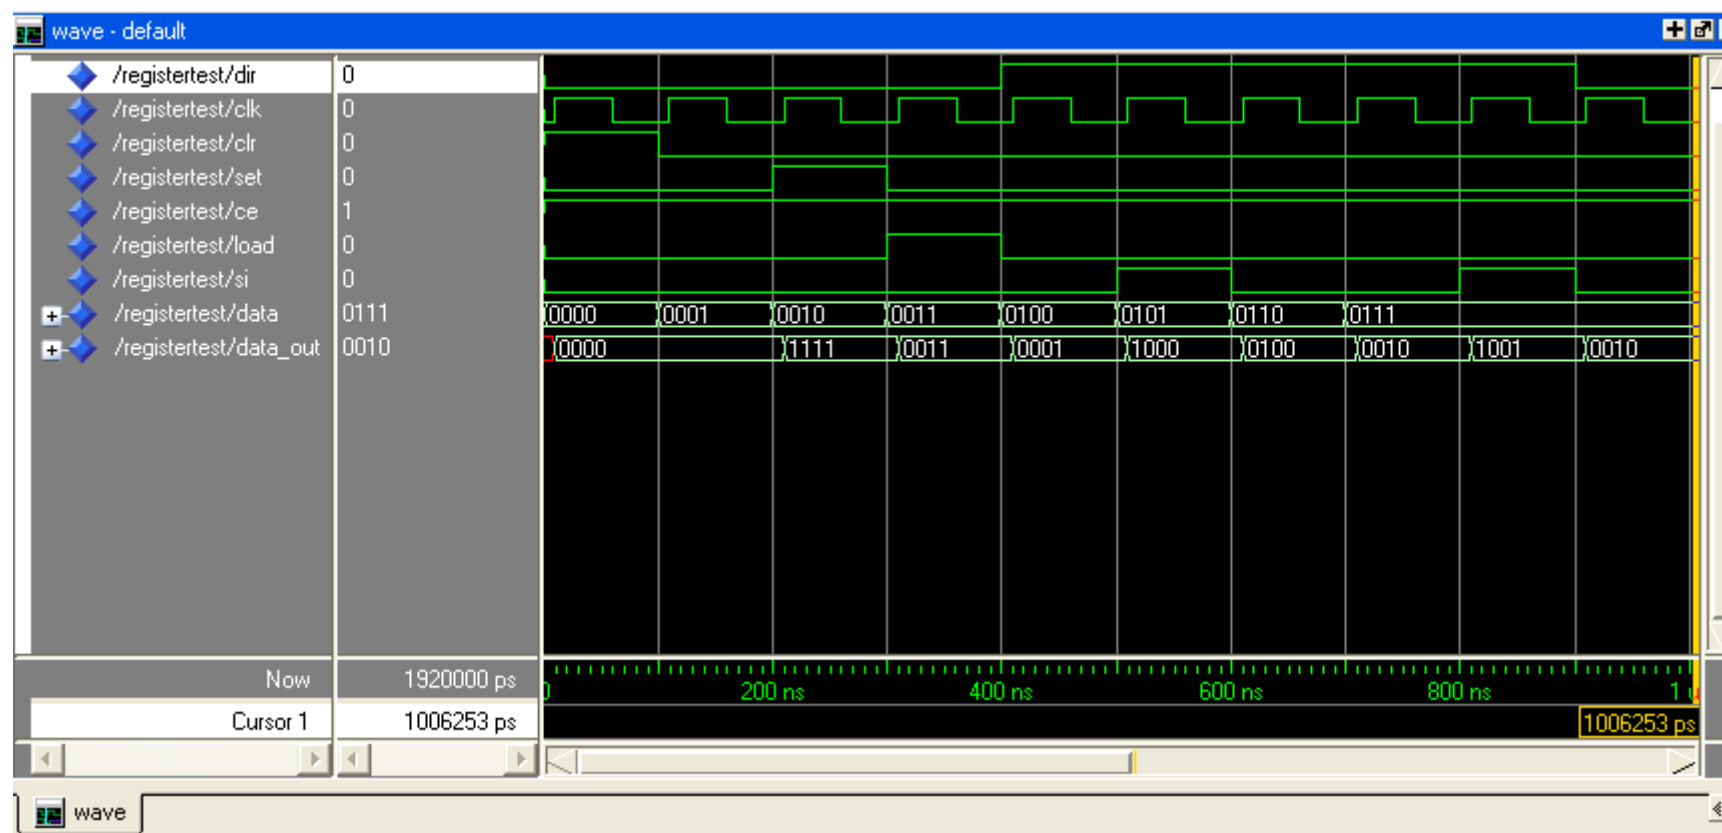 wave - default
/registertest/dir 0
/registertest/clk 0
/registertest/clr 0
/registertest/set 0
/registertest/ce 1
/registertest/load 0
/registertest/si 0
/registertest/data 0111 0000 0001 0010 0011 0100 0101 0110 0111
/registertest/data_out 0010 0000 1111 0011 0001 1000 0100 0010 1001 0010
Now 1920000 ps 200 ns 400 ns 600 ns 800 ns 1
Cursor 1 1006253 ps 1006253 ps
wave